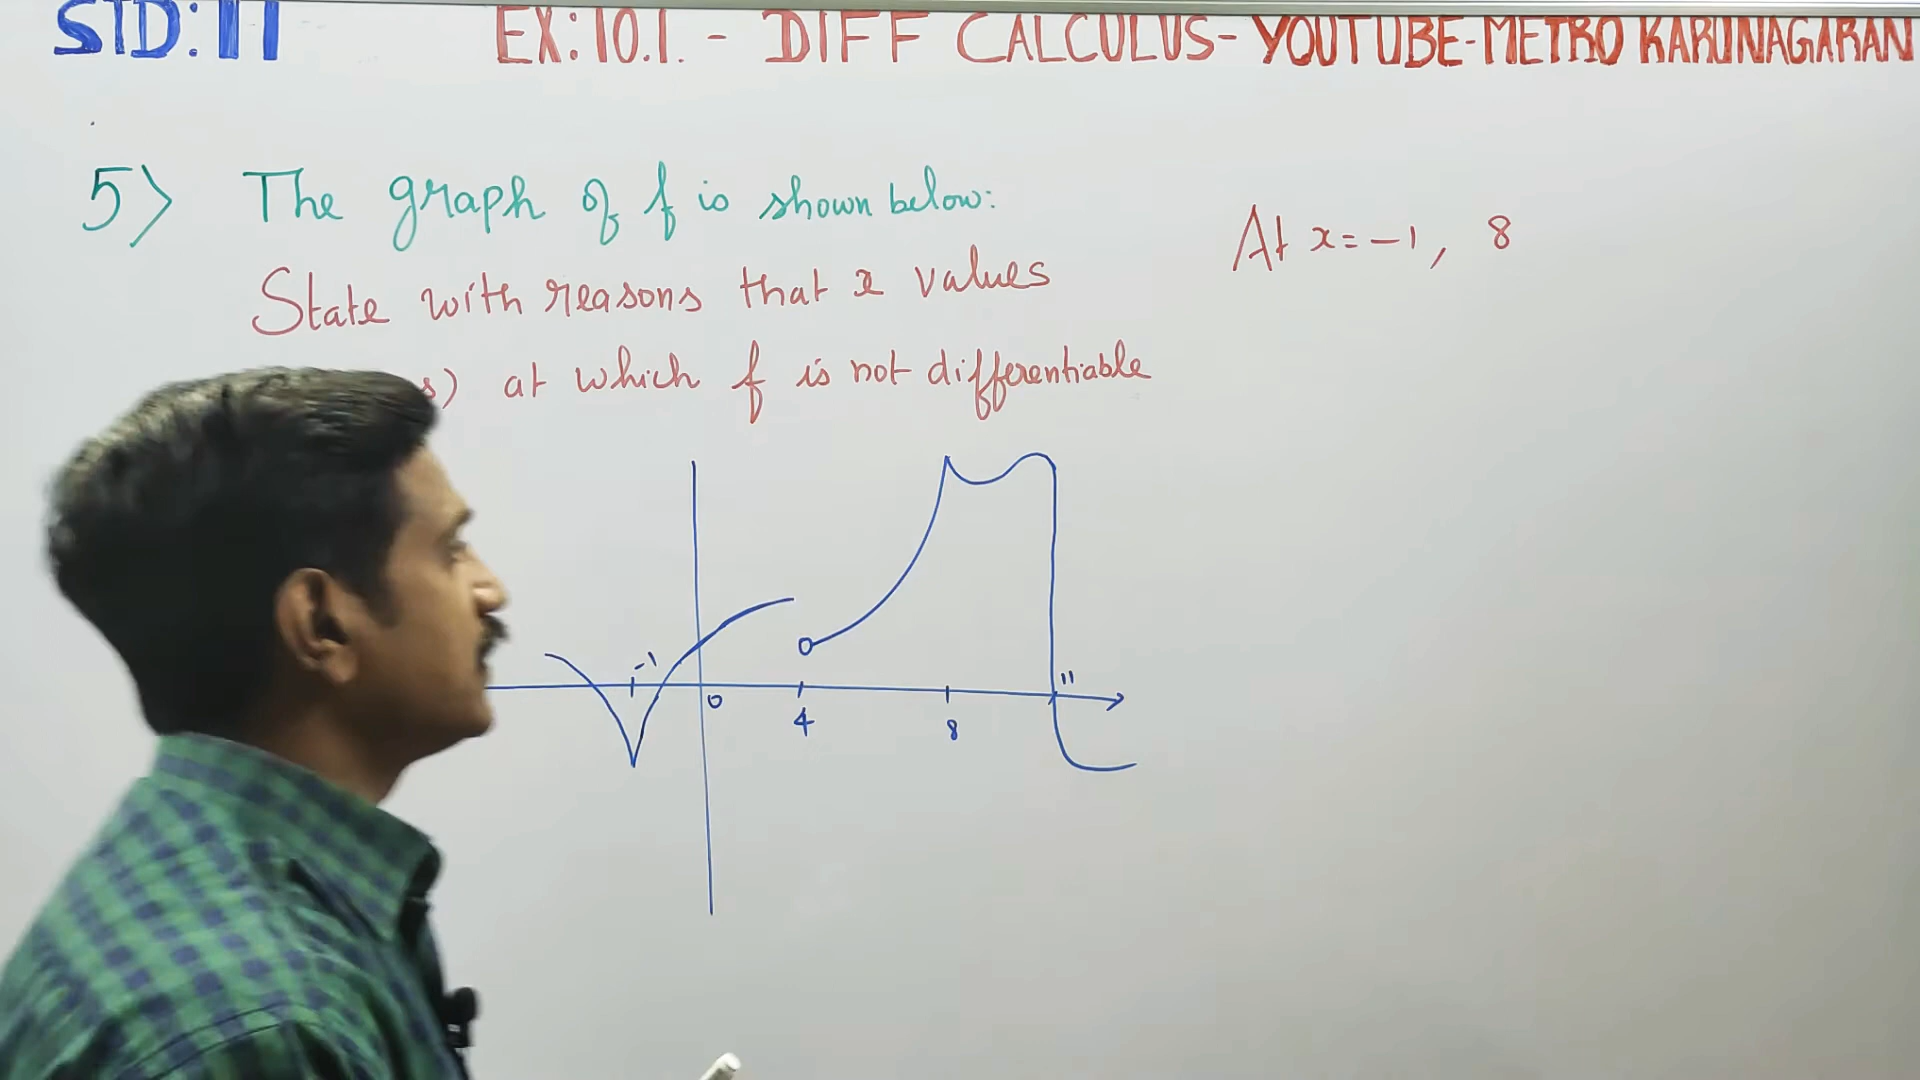 STD: 11 EX: 10.1. - DIFF CALCULUS - YOUTUBE - METRO KARUNAGARAN
5) The graph of f is shown below:
State with reasons that x values
at which f is not differentiable
At x = -1, 8
-1
0
4
8
11